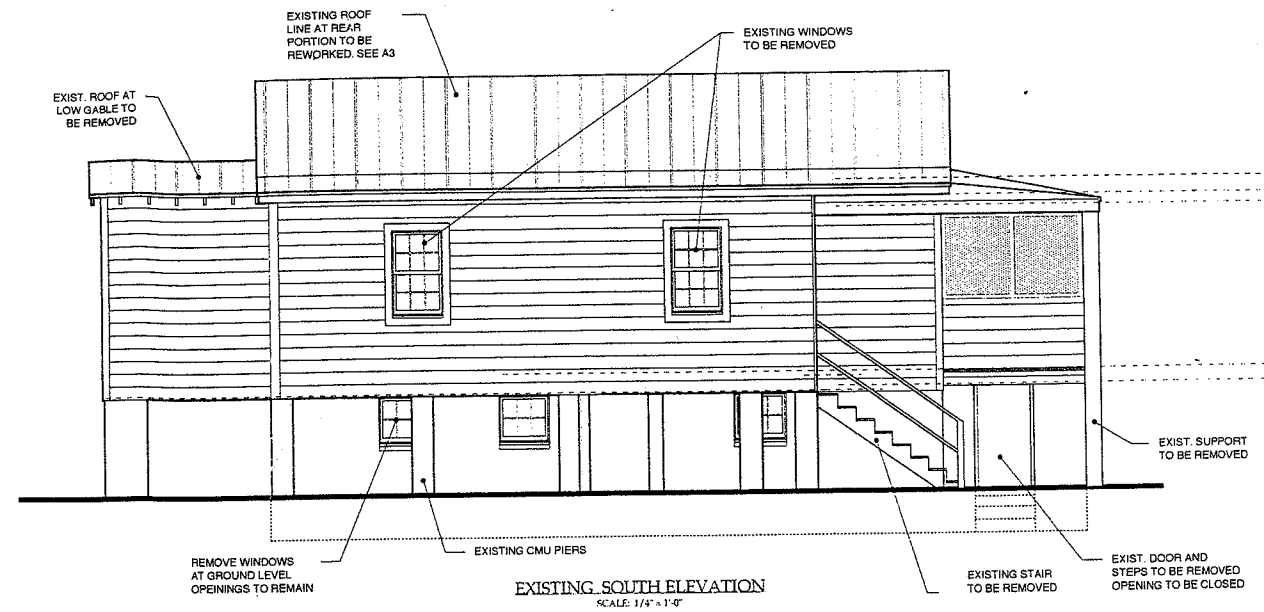 EXISTING ROOF
LINE AT REAR
PORTION TO BE
REWORKED. SEE A3
EXISTING WINDOWS
TO BE REMOVED
EXIST. ROOF AT
LOW GABLE TO
BE REMOVED
EXIST. SUPPORT
TO BE REMOVED
REMOVE WINDOWS
AT GROUND LEVEL
OPENINGS TO REMAIN
EXISTING CMU PIERS
EXISTING STAIR
TO BE REMOVED
EXIST. DOOR AND
STEPS TO BE REMOVED
OPENING TO BE CLOSED
EXISTING SOUTH ELEVATION
SCALE: 1/4" = 1'-0"